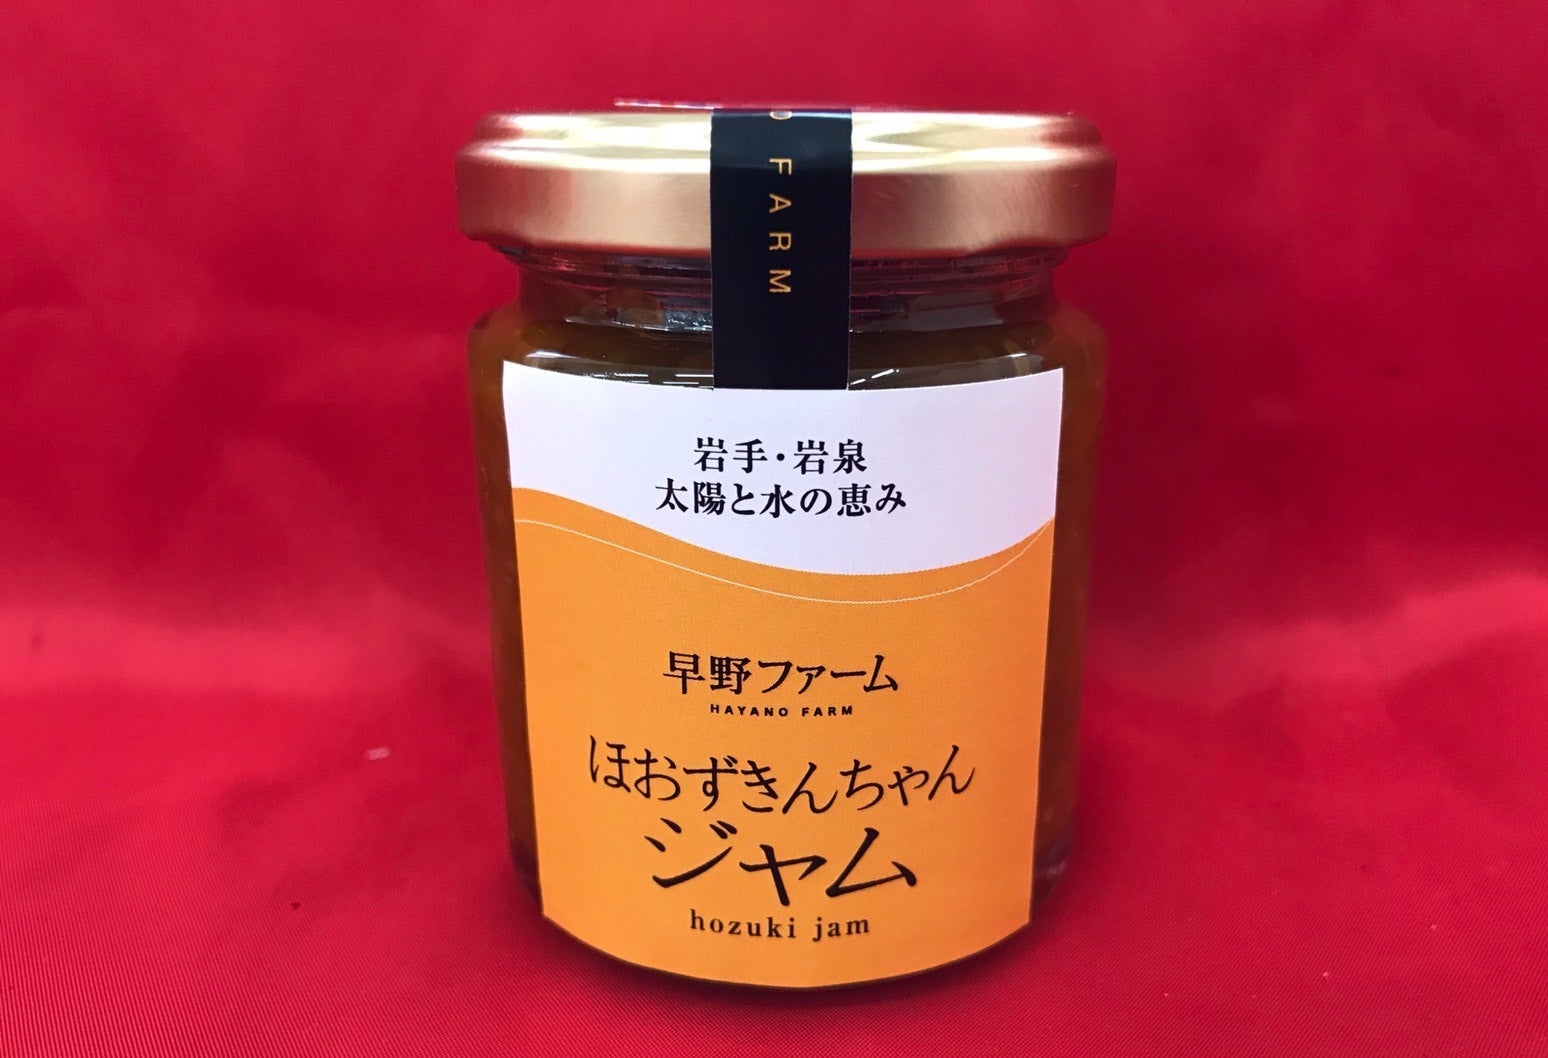 FARM
岩手・岩泉
太陽と水の恵み
早野ファーム
HAYANO FARM
ほおずきんちゃん
ジャム
hozuki jam